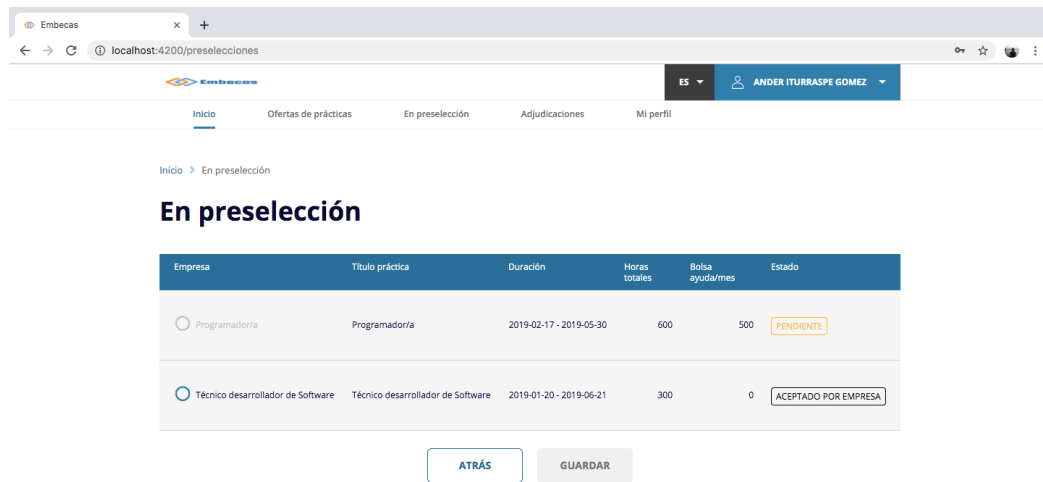 Embecas
localhost:4200/preselecciones
Embecas
ES
ANDER ITURRASPE GOMEZ
Inicio Ofertas de prácticas En preselección Adjudicaciones Mi perfil
Inicio > En preselección
En preselección
Empresa Título práctica Duración Horas totales Bolsa ayuda/mes Estado
Programador/a Programador/a 2019-02-17 - 2019-05-30 600 500 PENDIENTE
Técnico desarrollador de Software Técnico desarrollador de Software 2019-01-20 - 2019-06-21 300 0 ACEPTADO POR EMPRESA
ATRÁS GUARDAR